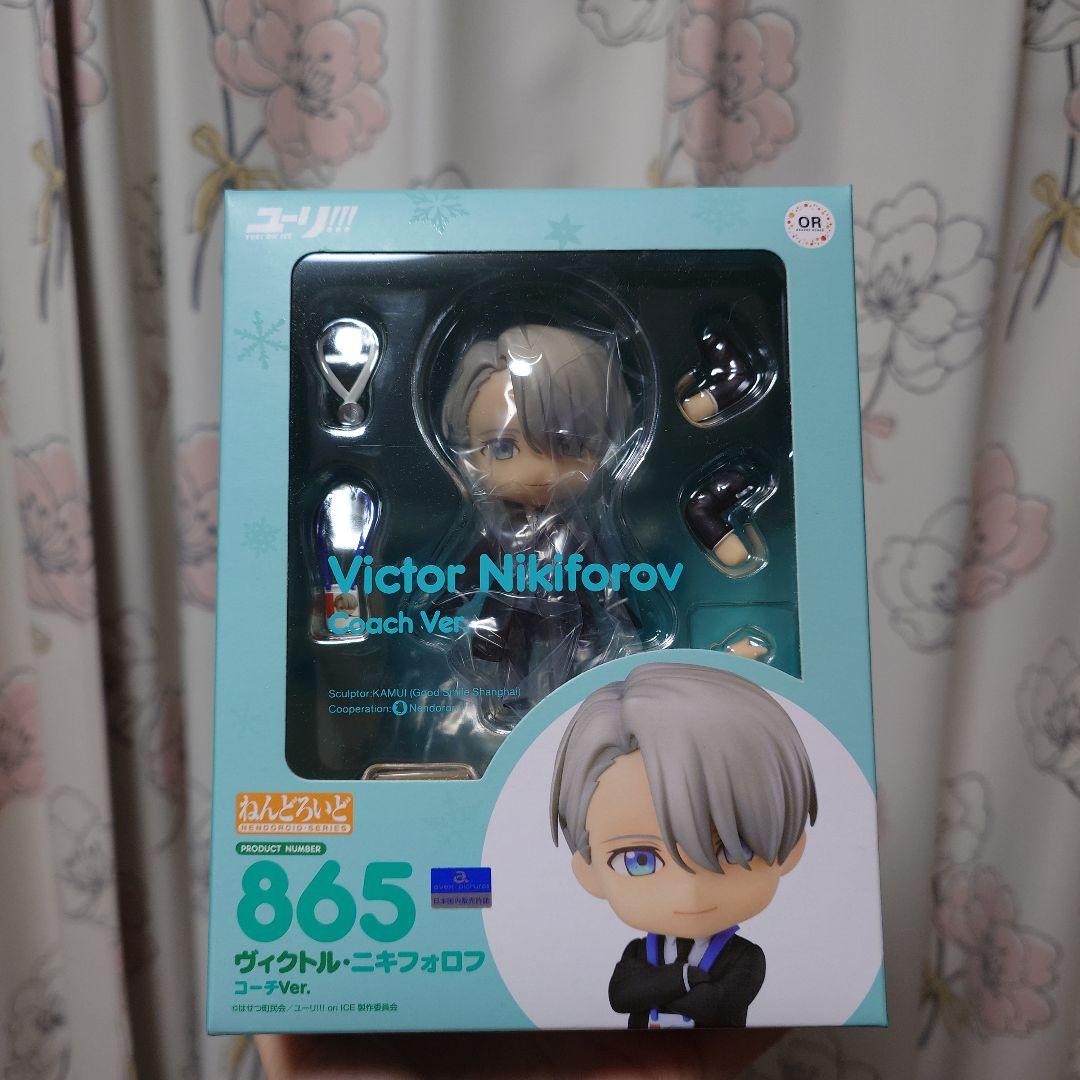 ユーリ!!!
YURI ON ICE
OR
ORANGE ROUGE
Victor Nikiforov
Coach Ver.
Sculptor:KAMUI (Good Smile Shanghai)
Cooperation: Nendoron
ねんどろいど
NENDOROID・SERIES
PRODUCT NUMBER
865
a
avex pictures
日本国内販売許諾
ヴィクトル・ニキフォロフ
コーチVer.
©はせつ町民会／ユーリ!!! on ICE 製作委員会